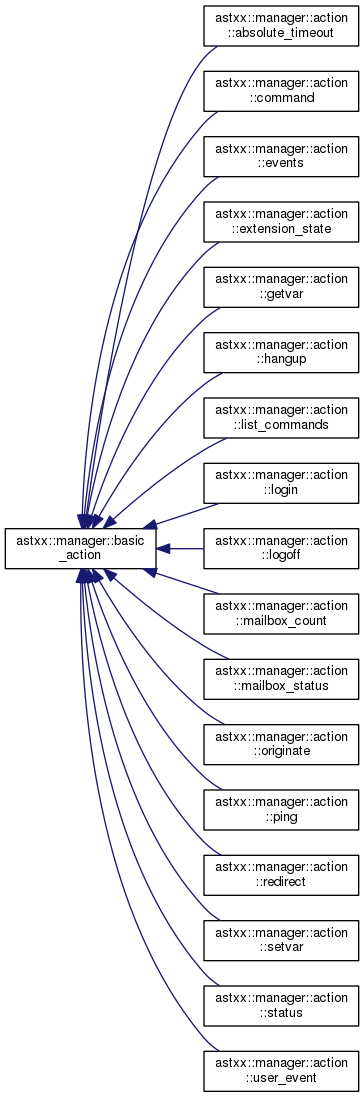 astxx::manager::action
::absolute_timeout
astxx::manager::action
::command
astxx::manager::action
::events
astxx::manager::action
::extension_state
astxx::manager::action
::getvar
astxx::manager::action
::hangup
astxx::manager::action
::list_commands
astxx::manager::action
::login
astxx::manager::basic
_action
astxx::manager::action
::logoff
astxx::manager::action
::mailbox_count
astxx::manager::action
::mailbox_status
astxx::manager::action
::originate
astxx::manager::action
::ping
astxx::manager::action
::redirect
astxx::manager::action
::setvar
astxx::manager::action
::status
astxx::manager::action
::user_event